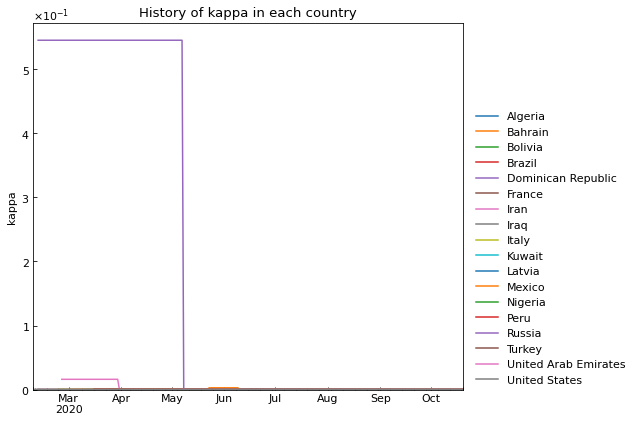 History of kappa in each country
×10⁻¹
5
4
3
2
1
0
kappa
Mar Apr May Jun Jul Aug Sep Oct
2020
Algeria
Bahrain
Bolivia
Brazil
Dominican Republic
France
Iran
Iraq
Italy
Kuwait
Latvia
Mexico
Nigeria
Peru
Russia
Turkey
United Arab Emirates
United States